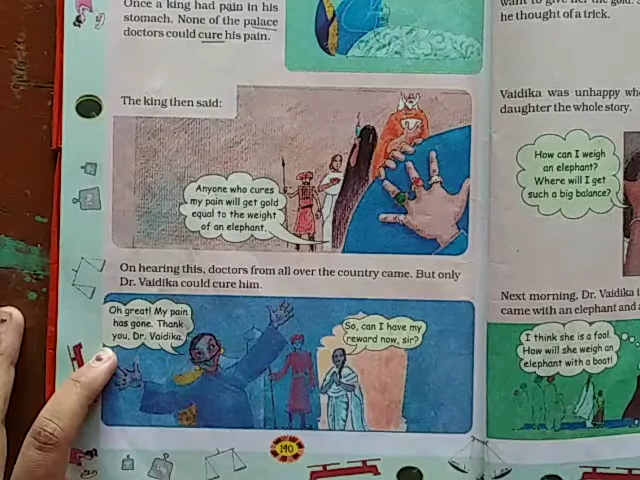 Once a king had pain in his
stomach. None of the palace
doctors could cure his pain.
The king then said:
Anyone who cures
my pain will get gold
equal to the weight
of an elephant.
On hearing this, doctors from all over the country came. But only
Dr. Vaidika could cure him.
Oh great! My pain
has gone. Thank
you, Dr. Vaidika.
So, can I have my
reward now, sir?
140
want to give her the gold.
he thought of a trick.
Vaidika was unhappy
daughter the whole story.
How can I weigh
an elephant?
Where will I get
such a big balance?
Next morning, Dr. Vaidika
came with an elephant and
I think she is a fool.
How will she weigh an
elephant with a boat!